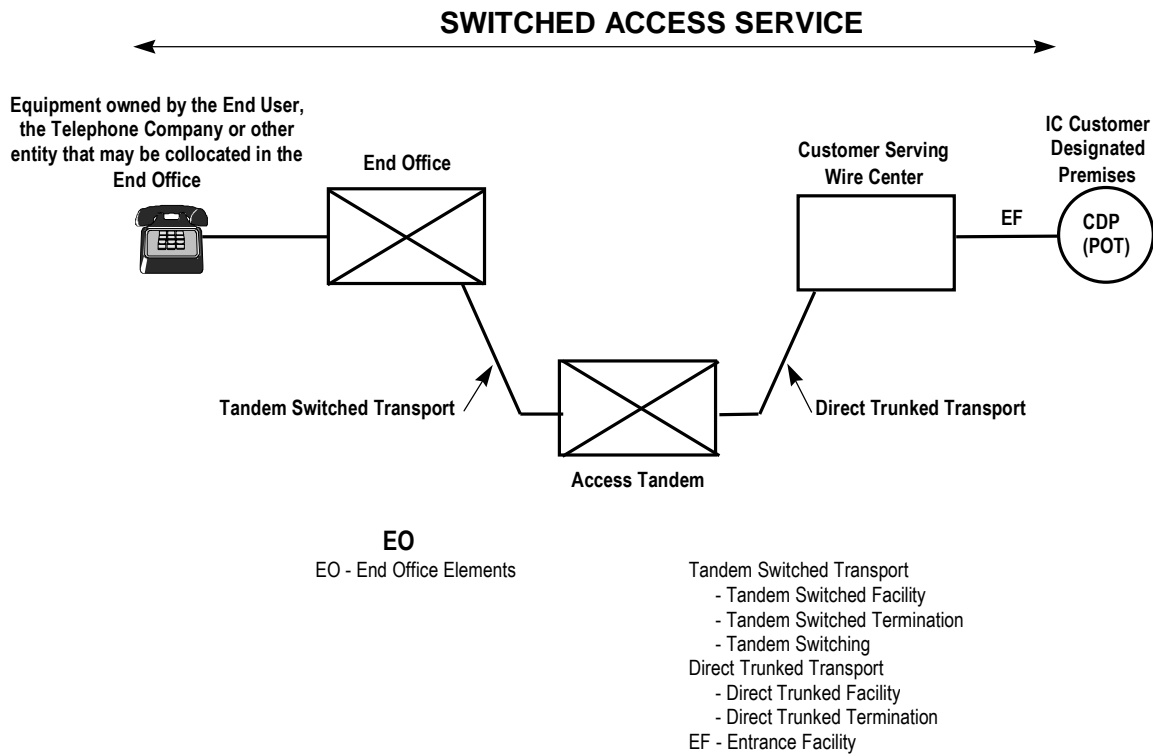 SWITCHED ACCESS SERVICE
Equipment owned by the End User,
the Telephone Company or other
entity that may be collocated in the
End Office
End Office
Customer Serving
Wire Center
IC Customer
Designated
Premises
EF
CDP
(POT)
Tandem Switched Transport
Direct Trunked Transport
Access Tandem
EO
EO - End Office Elements
Tandem Switched Transport
- Tandem Switched Facility
- Tandem Switched Termination
- Tandem Switching
Direct Trunked Transport
- Direct Trunked Facility
- Direct Trunked Termination
EF - Entrance Facility